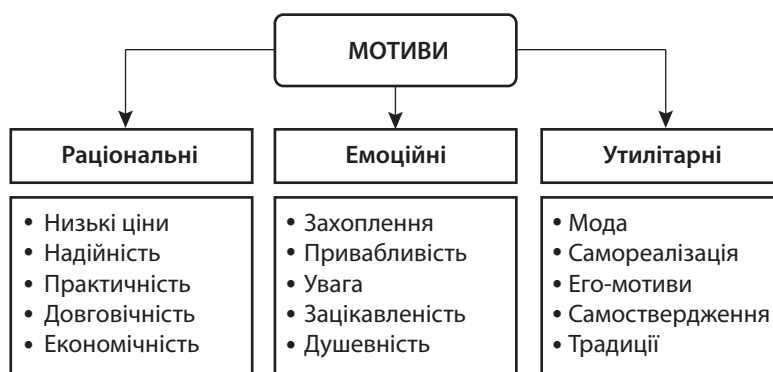 МОТИВИ
Раціональні
Емоційні
Утилітарні
• Низькі ціни
• Надійність
• Практичність
• Довговічність
• Економічність
• Захоплення
• Привабливість
• Увага
• Зацікавленість
• Душевність
• Мода
• Самореалізація
• Его-мотиви
• Самоствердження
• Традиції